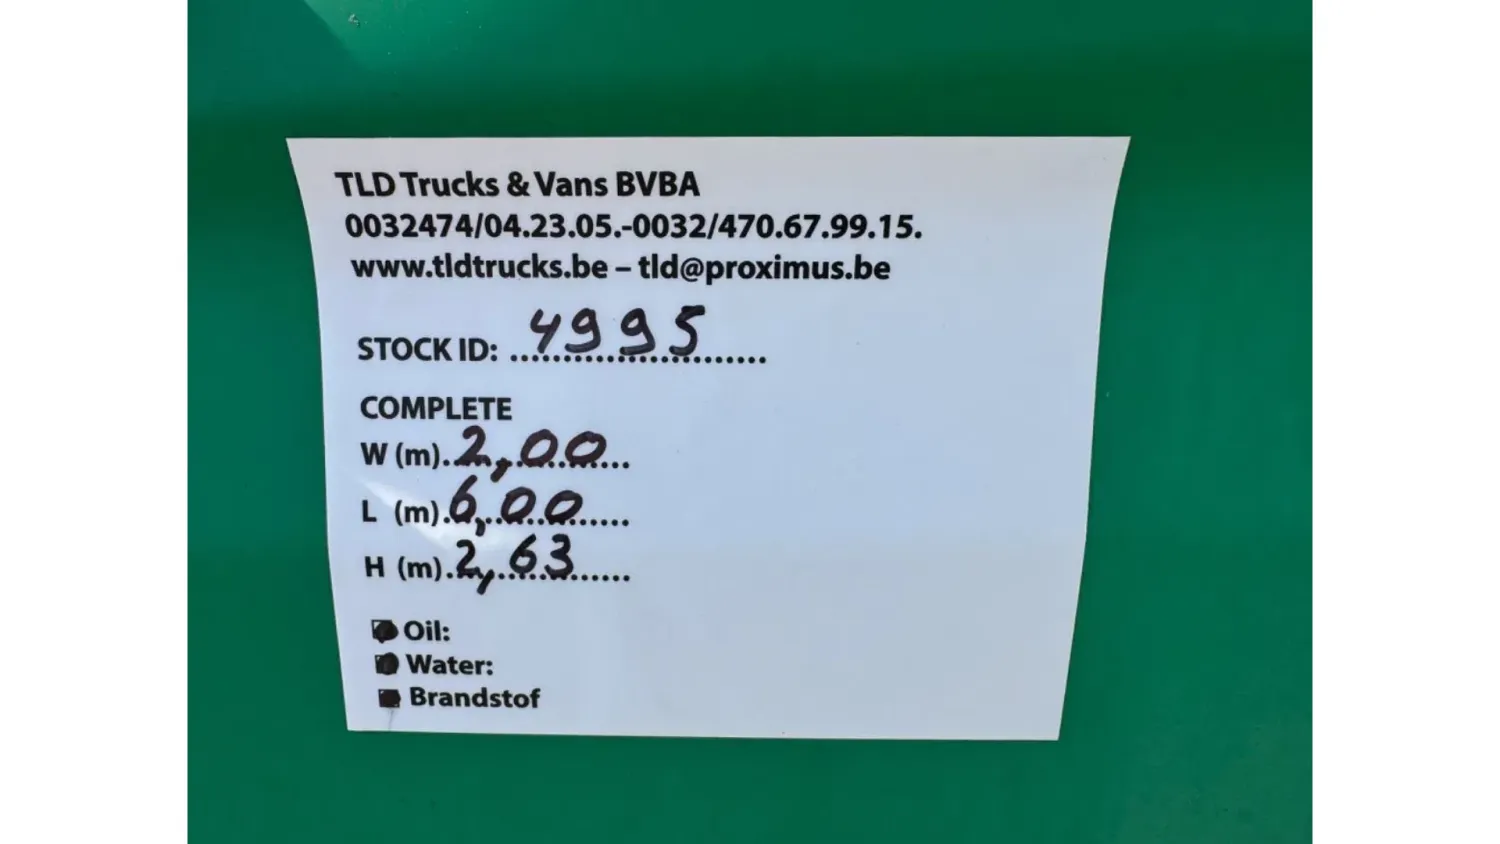 TLD Trucks & Vans BVBA
0032474/04.23.05.-0032/470.67.99.15.
www.tldtrucks.be – tld@proximus.be
STOCK ID: 4995
COMPLETE
W (m) 2,00
L (m) 6,00
H (m) 2,63
Oil:
Water:
Brandstof